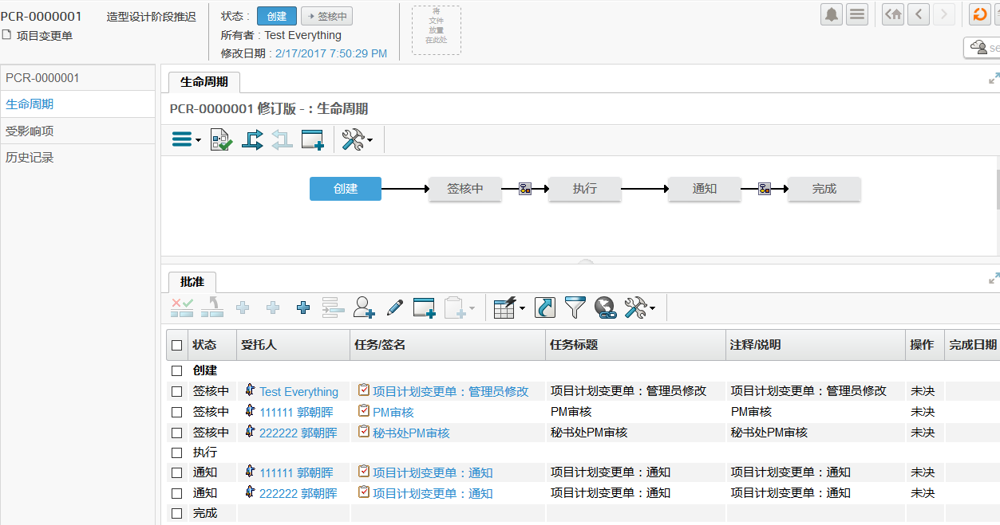 PCR-0000001 造型设计阶段推迟
项目变更单
状态 : 创建 签核中
所有者 : Test Everything
修改日期 : 2/17/2017 7:50:29 PM
将
文件
放置
在此处
se
PCR-0000001
生命周期
受影响项
历史记录
生命周期
PCR-0000001 修订版 - : 生命周期
创建 签核中 执行 通知 完成
批准
状态 受托人 任务/签名 任务标题 注释/说明 操作 完成日期
创建
签核中 Test Everything 项目计划变更单：管理员修改 项目计划变更单：管理员修改 项目计划变更单：管理员修改 未决
签核中 111111 郭朝晖 PM审核 PM审核 PM审核 未决
签核中 222222 郭朝晖 秘书处PM审核 秘书处PM审核 秘书处PM审核 未决
执行
通知 111111 郭朝晖 项目计划变更单：通知 项目计划变更单：通知 项目计划变更单：通知 未决
通知 222222 郭朝晖 项目计划变更单：通知 项目计划变更单：通知 项目计划变更单：通知 未决
完成